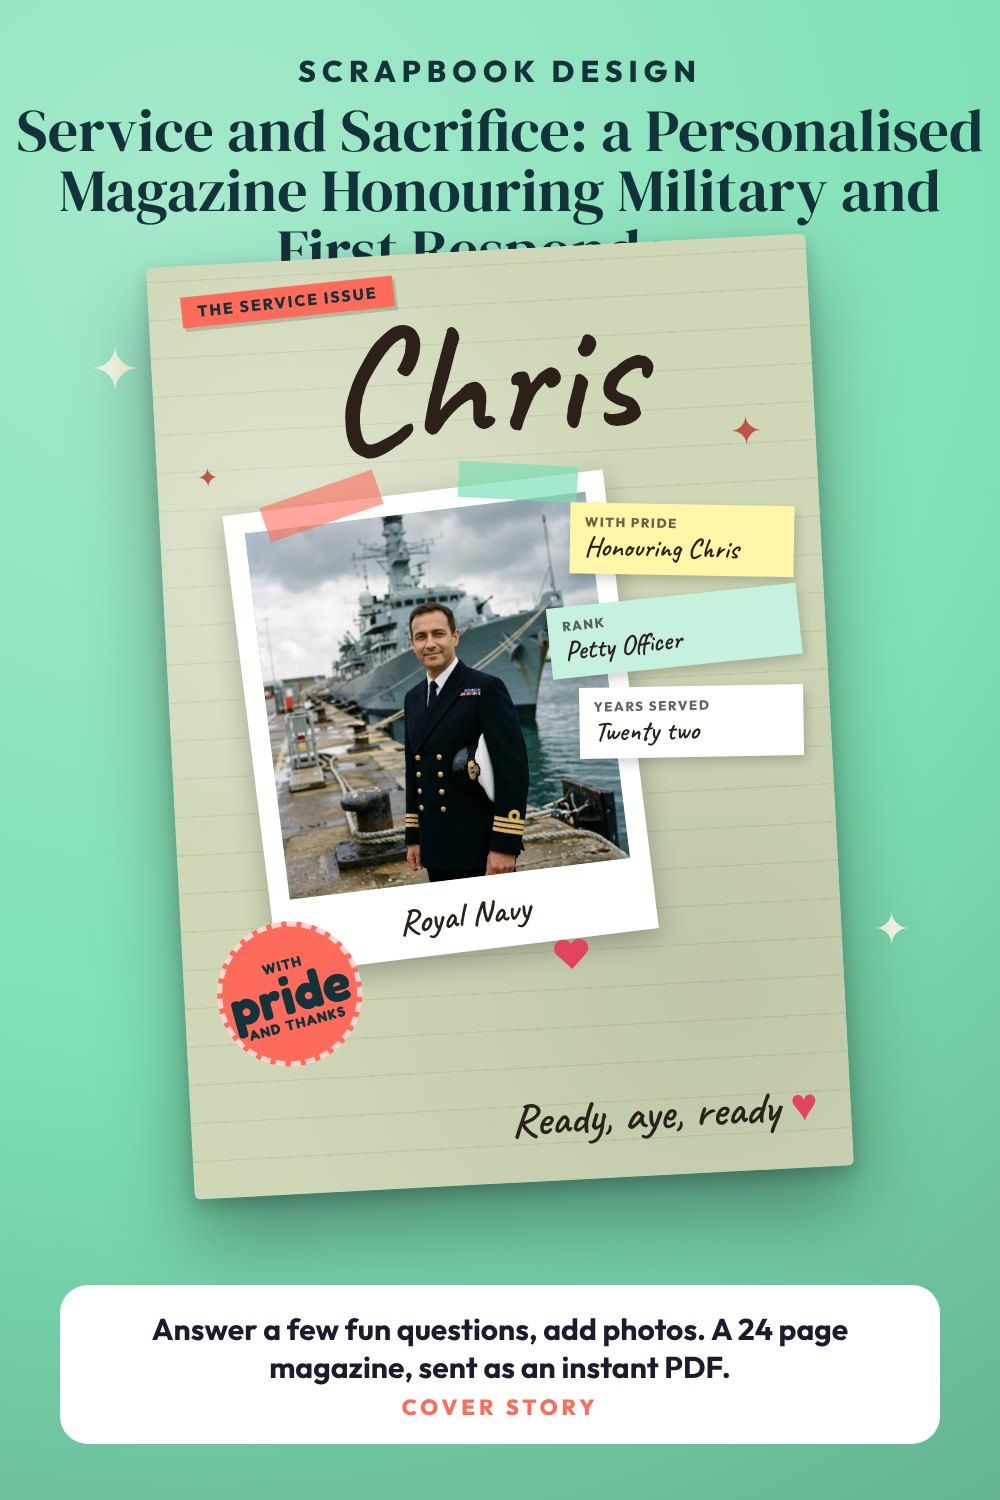 SCRAPBOOK DESIGN
Service and Sacrifice: a Personalised
Magazine Honouring Military and
First
THE SERVICE ISSUE
Chris
WITH PRIDE
Honouring Chris
RANK
Petty Officer
YEARS SERVED
Twenty two
Royal Navy
WITH
pride
AND THANKS
Ready, aye, ready
Answer a few fun questions, add photos. A 24 page
magazine, sent as an instant PDF.
COVER STORY